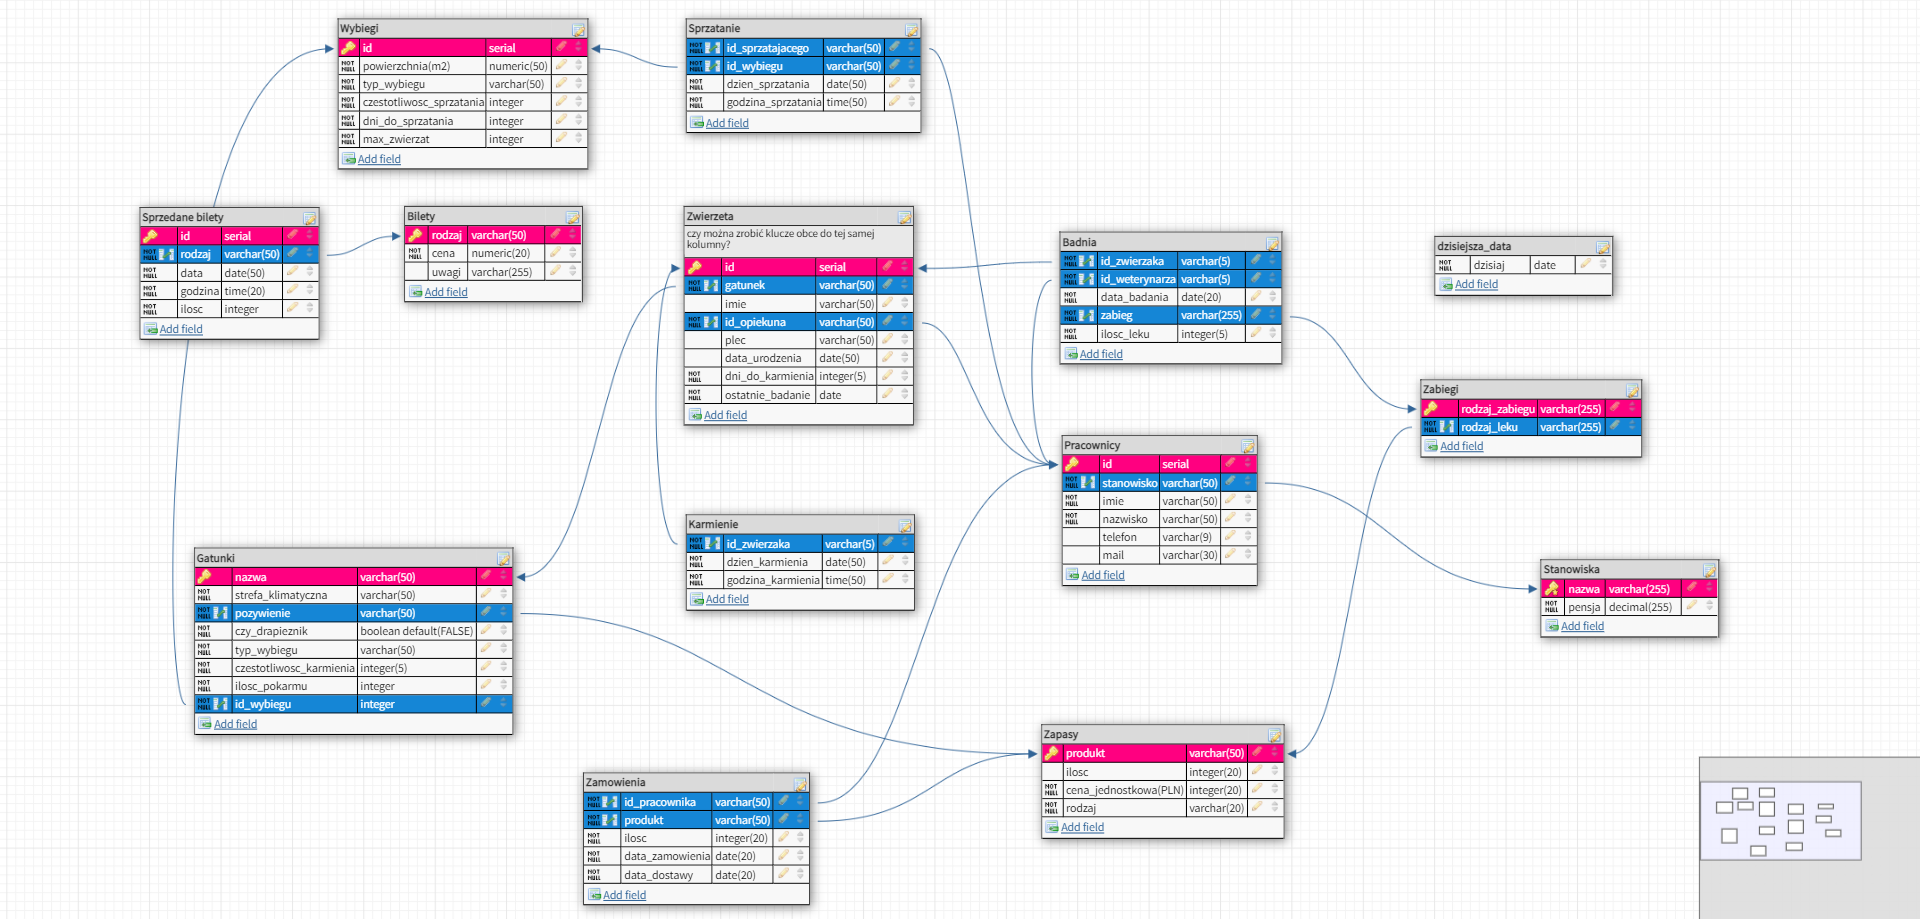 Wybiegi
id serial
NOT NULL powierzchnia(m2) numeric(50)
NOT NULL typ_wybiegu varchar(50)
NOT NULL czestotliwosc_sprzatania integer
NOT NULL dni_do_sprzatania integer
NOT NULL max_zwierzat integer
Add field
Sprzatanie
NOT NULL id_sprzatajacego varchar(50)
NOT NULL id_wybiegu varchar(50)
NOT NULL dzien_sprzatania date(50)
NOT NULL godzina_sprzatania time(50)
Add field
Sprzedane bilety
id serial
NOT NULL rodzaj varchar(50)
NOT NULL data date(50)
NOT NULL godzina time(20)
NOT NULL ilosc integer
Add field
Bilety
rodzaj varchar(50)
NOT NULL cena numeric(20)
uwagi varchar(255)
Add field
Zwierzeta
czy można zrobić klucze obce do tej samej
kolumny?
id serial
NOT NULL gatunek varchar(50)
imie varchar(50)
NOT NULL id_opiekuna varchar(50)
plec varchar(50)
data_urodzenia date(50)
NOT NULL dni_do_karmienia integer(5)
NOT NULL ostatnie_badanie date
Add field
Badnia
NOT NULL id_zwierzaka varchar(5)
NOT NULL id_weterynarza varchar(5)
NOT NULL data_badania date(20)
NOT NULL zabieg varchar(255)
NOT NULL ilosc_leku integer(5)
Add field
dzisiejsza_data
NOT NULL dzisiaj date
Add field
Zabiegi
rodzaj_zabiegu varchar(255)
NOT NULL rodzaj_leku varchar(255)
Add field
Pracownicy
id serial
NOT NULL stanowisko varchar(50)
NOT NULL imie varchar(50)
NOT NULL nazwisko varchar(50)
telefon varchar(9)
mail varchar(30)
Add field
Karmienie
NOT NULL id_zwierzaka varchar(5)
NOT NULL dzien_karmienia date(50)
NOT NULL godzina_karmienia time(50)
Add field
Gatunki
nazwa varchar(50)
NOT NULL strefa_klimatyczna varchar(50)
NOT NULL pozywienie varchar(50)
NOT NULL czy_drapieznik boolean default(FALSE)
NOT NULL typ_wybiegu varchar(50)
NOT NULL czestotliwosc_karmienia integer(5)
NOT NULL ilosc_pokarmu integer
NOT NULL id_wybiegu integer
Add field
Stanowiska
nazwa varchar(255)
NOT NULL pensja decimal(255)
Add field
Zapasy
produkt varchar(50)
ilosc integer(20)
NOT NULL cena_jednostkowa(PLN) integer(20)
NOT NULL rodzaj varchar(20)
Add field
Zamowienia
NOT NULL id_pracownika varchar(50)
NOT NULL produkt varchar(50)
NOT NULL ilosc integer(20)
NOT NULL data_zamowienia date(20)
NOT NULL data_dostawy date(20)
Add field